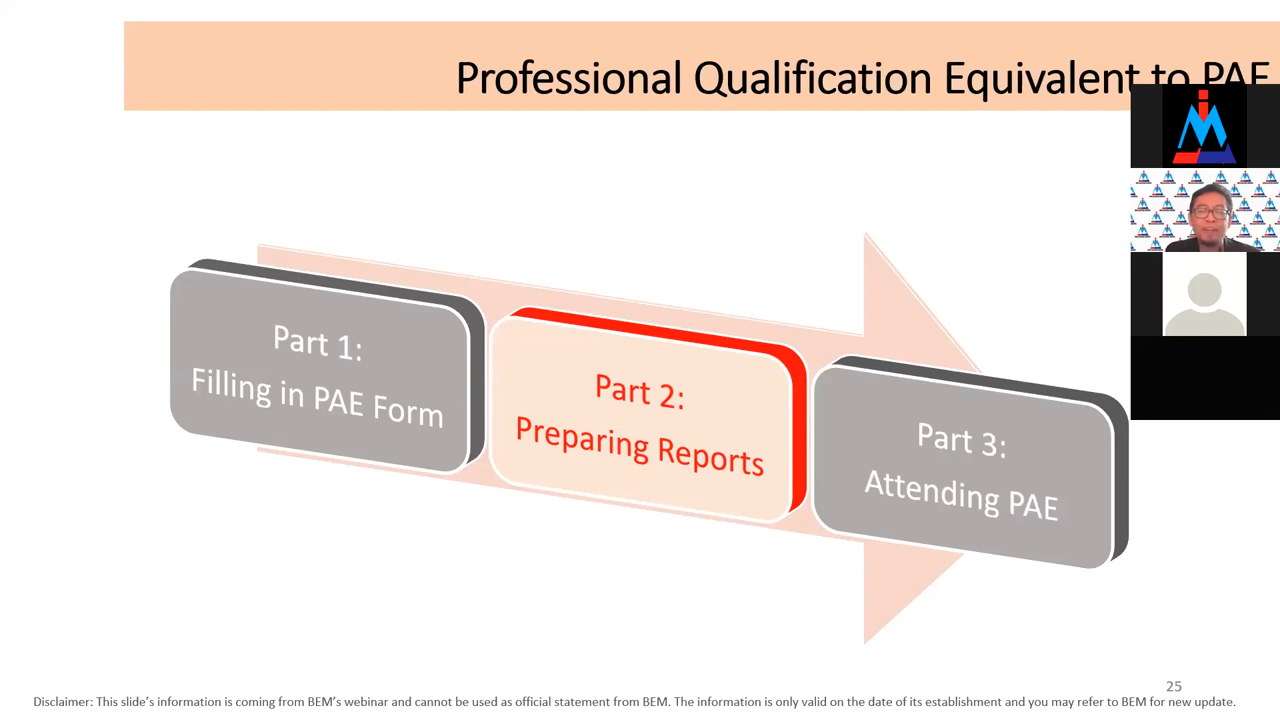 Professional Qualification Equivalent to PAE
Part 1:
Filling in PAE Form
Part 2:
Preparing Reports
Part 3:
Attending PAE
25
Disclaimer: This slide's information is coming from BEM's webinar and cannot be used as official statement from BEM. The information is only valid on the date of its establishment and you may refer to BEM for new update.